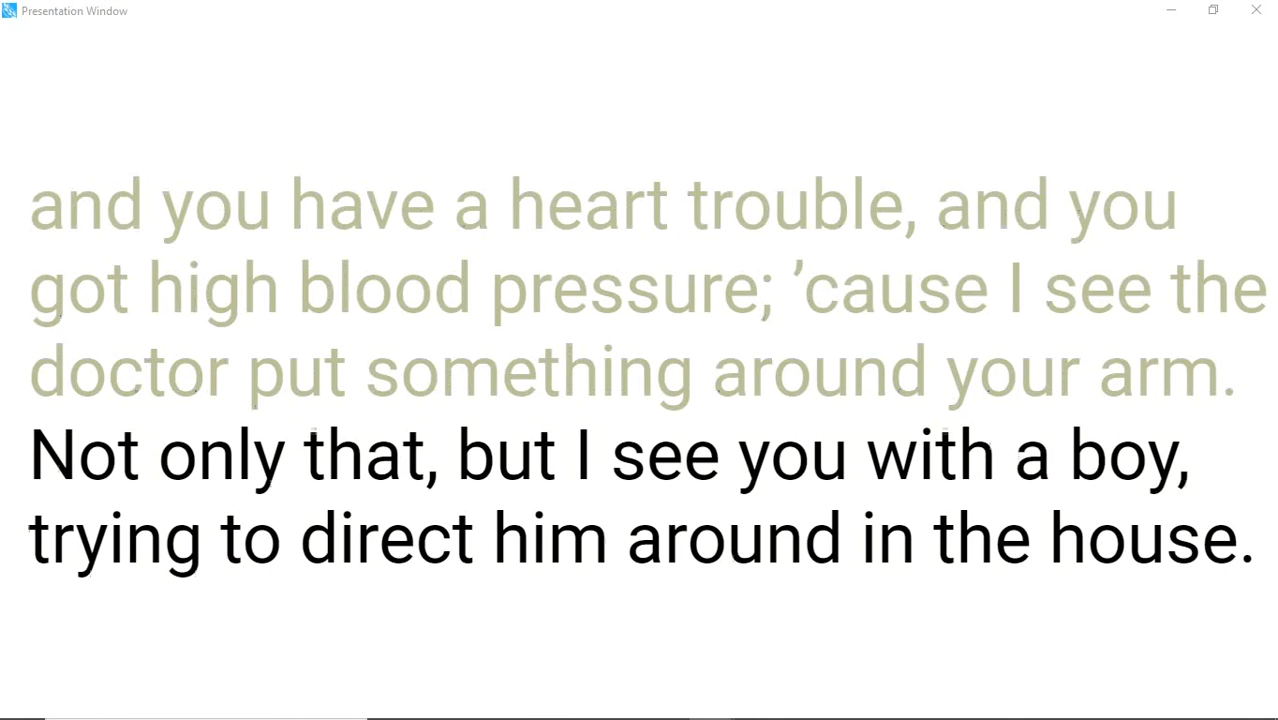 Presentation Window
and you have a heart trouble, and you
got high blood pressure; ’cause I see the
doctor put something around your arm.
Not only that, but I see you with a boy,
trying to direct him around in the house.